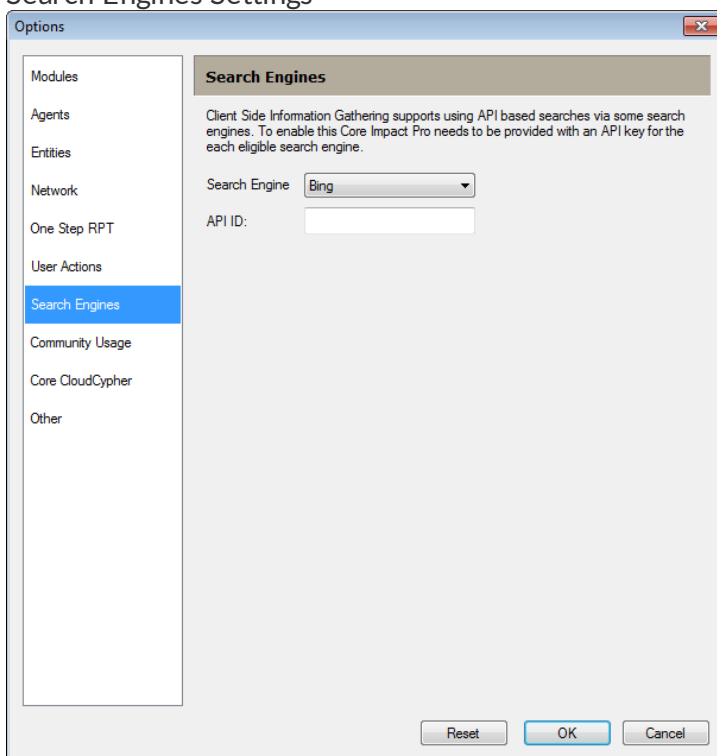 Search Engines Settings
Options
Modules
Agents
Entities
Network
One Step RPT
User Actions
Search Engines
Community Usage
Core CloudCypher
Other
Search Engines
Client Side Information Gathering supports using API based searches via some search
engines. To enable this Core Impact Pro needs to be provided with an API key for the
each eligible search engine.
Search Engine Bing
API ID:
Reset OK Cancel